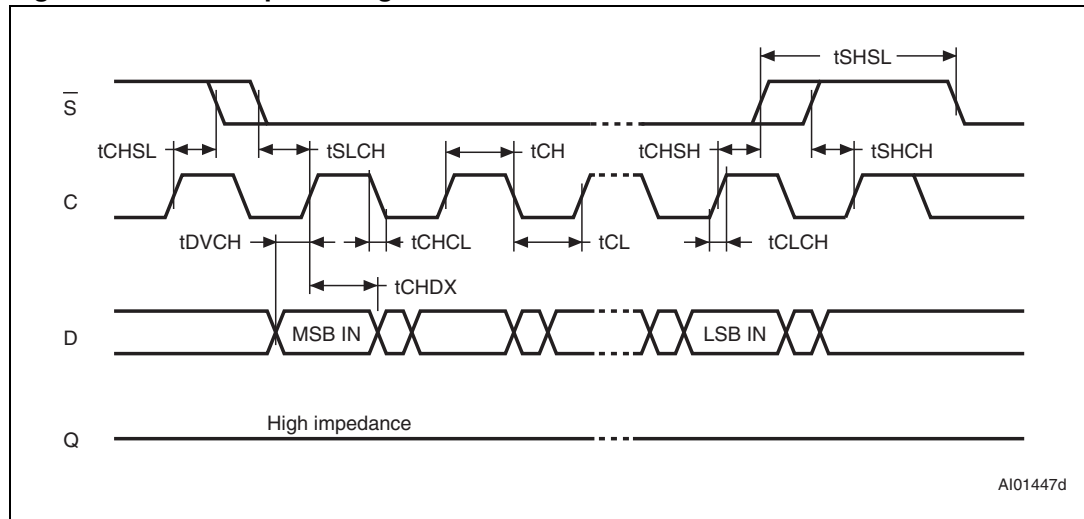 tSHSL
S
tCHSL tSLCH tCH tCHSH tSHCH
C
tDVCH tCHCL tCL tCLCH
tCHDX
D MSB IN LSB IN
High impedance
Q
AI01447d